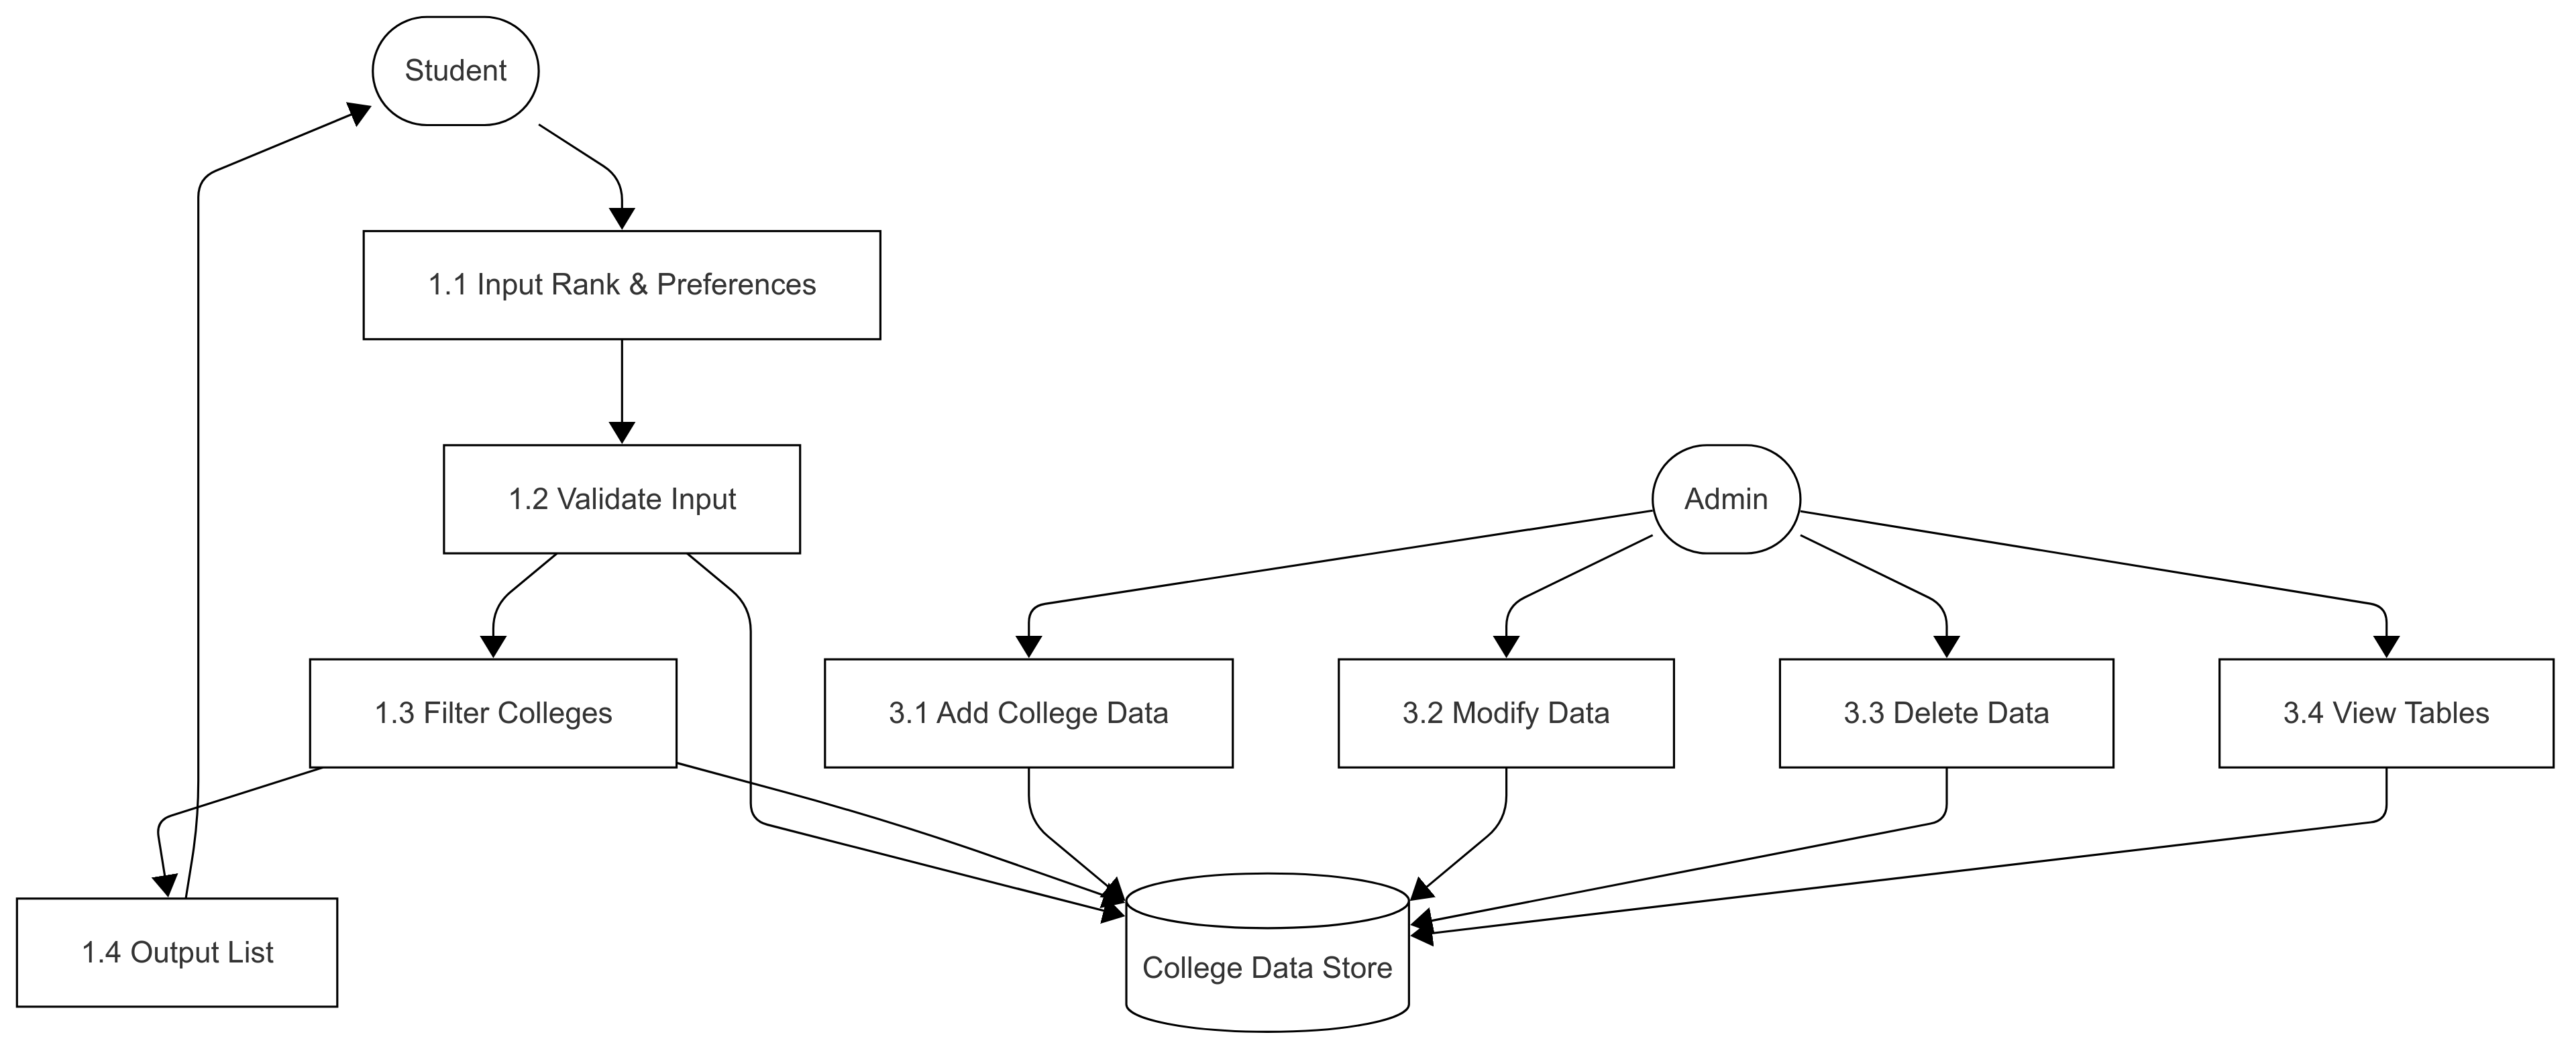 Student
1.1 Input Rank & Preferences
1.2 Validate Input
Admin
1.3 Filter Colleges
3.1 Add College Data
3.2 Modify Data
3.3 Delete Data
3.4 View Tables
1.4 Output List
College Data Store